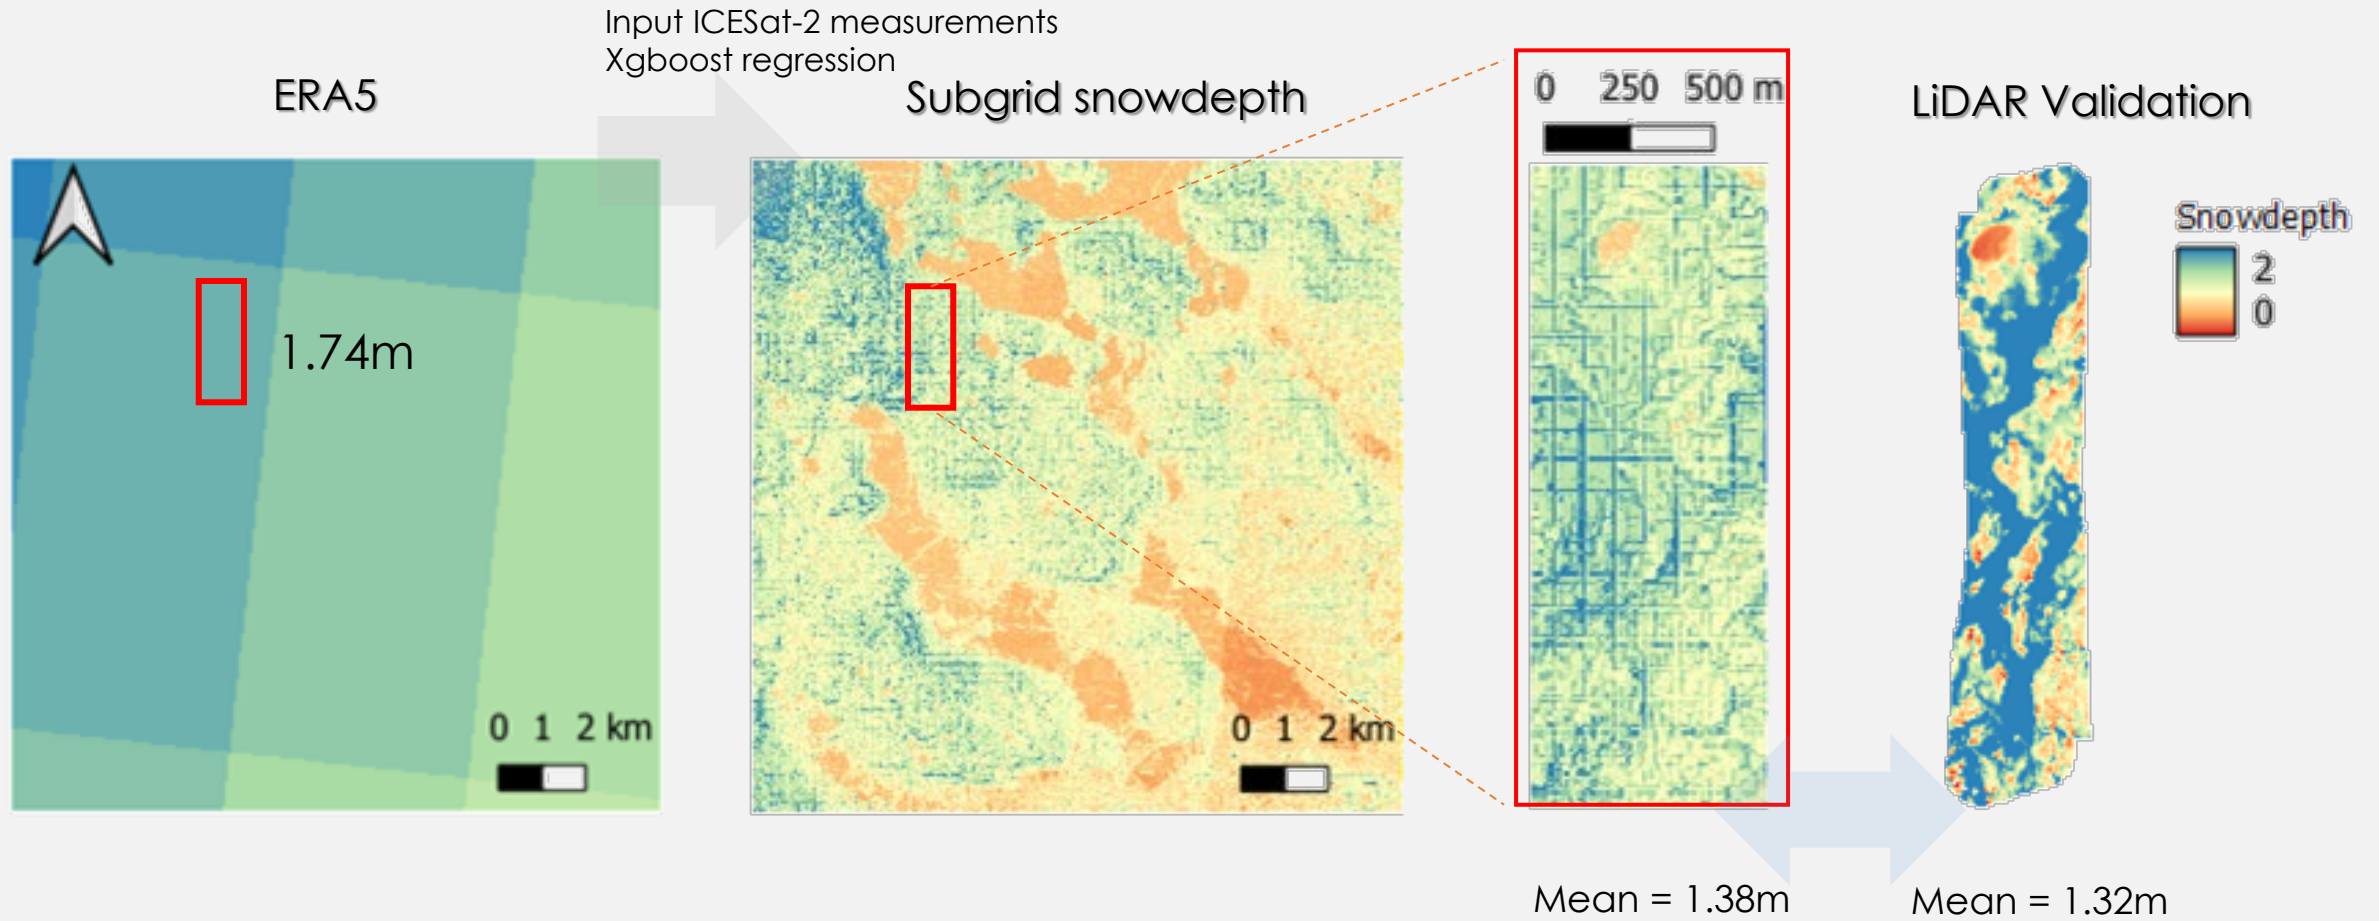 Input ICESat-2 measurements
Xgboost regression
ERA5
Subgrid snowdepth
0 250 500 m
LiDAR Validation
Snowdepth
2
0
1.74m
0 1 2 km
0 1 2 km
Mean = 1.38m
Mean = 1.32m